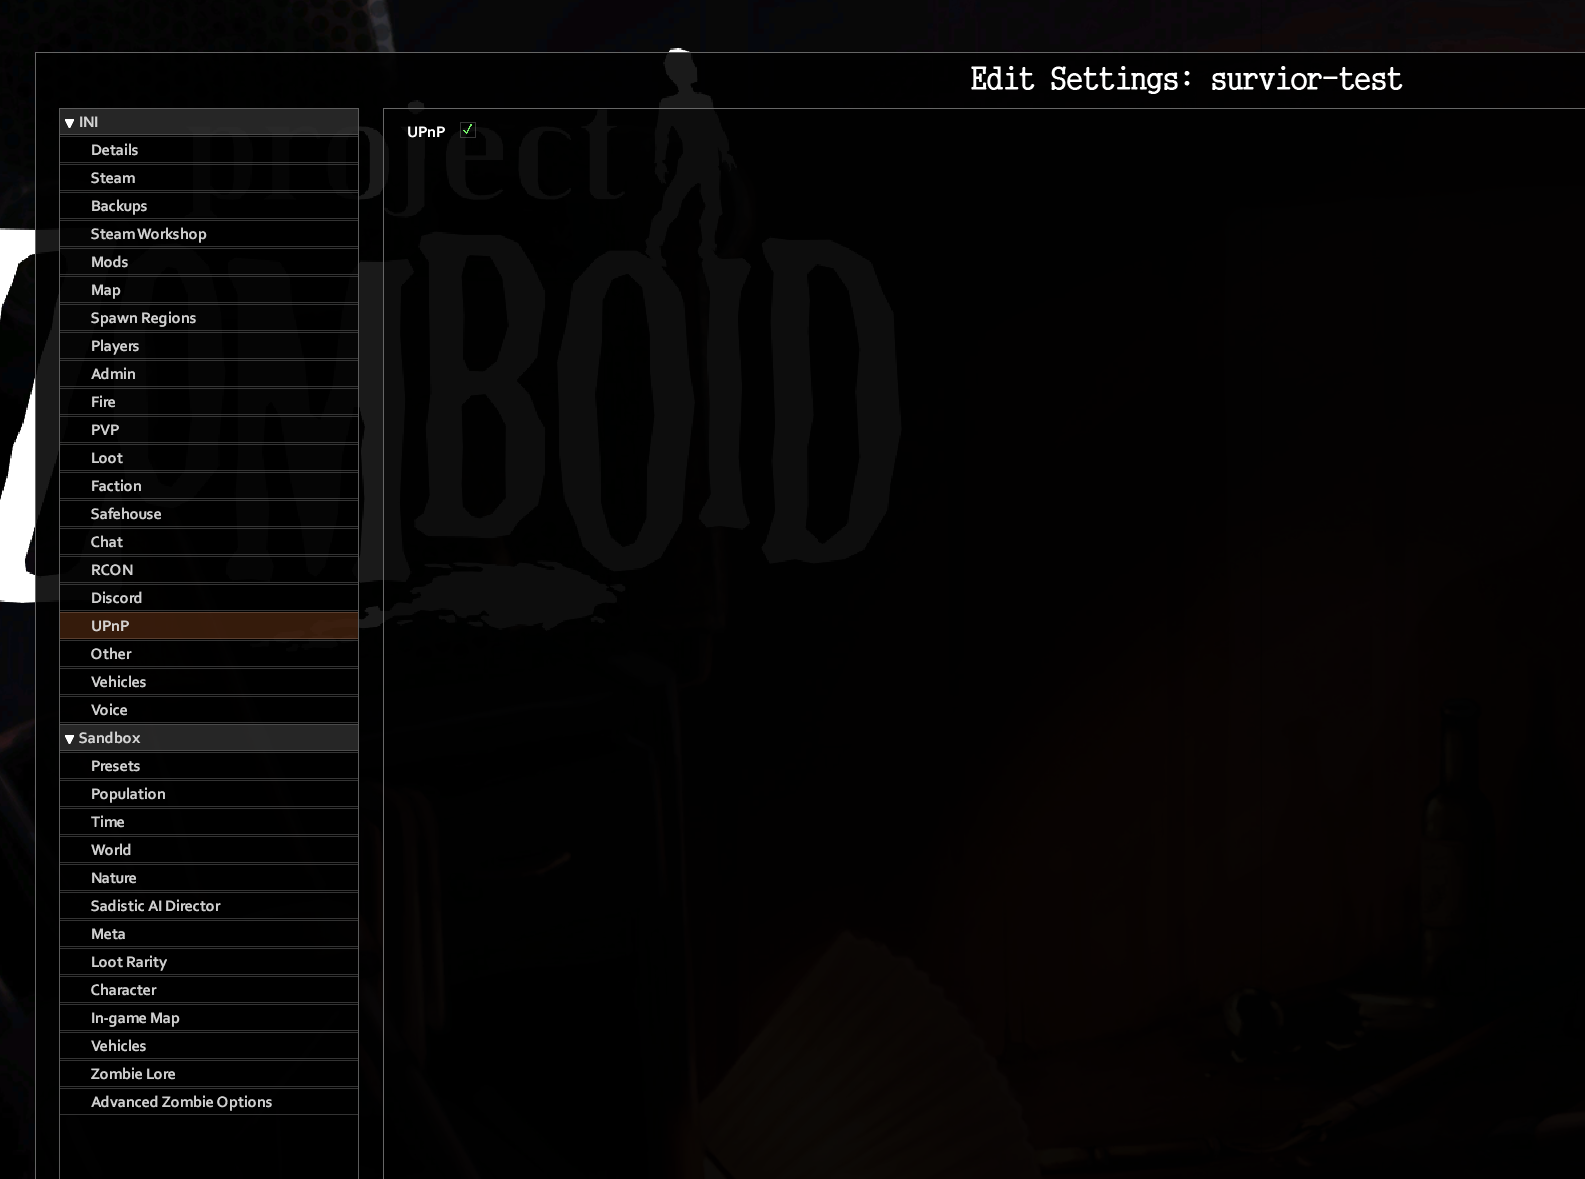 Edit Settings: survior-test
INI
Details
Steam
Backups
SteamWorkshop
Mods
Map
Spawn Regions
Players
Admin
Fire
PVP
Loot
Faction
Safehouse
Chat
RCON
Discord
UPnP
Other
Vehicles
Voice
Sandbox
Presets
Population
Time
World
Nature
Sadistic AI Director
Meta
Loot Rarity
Character
In-game Map
Vehicles
Zombie Lore
Advanced Zombie Options
UPnP
project
ZOMBOID